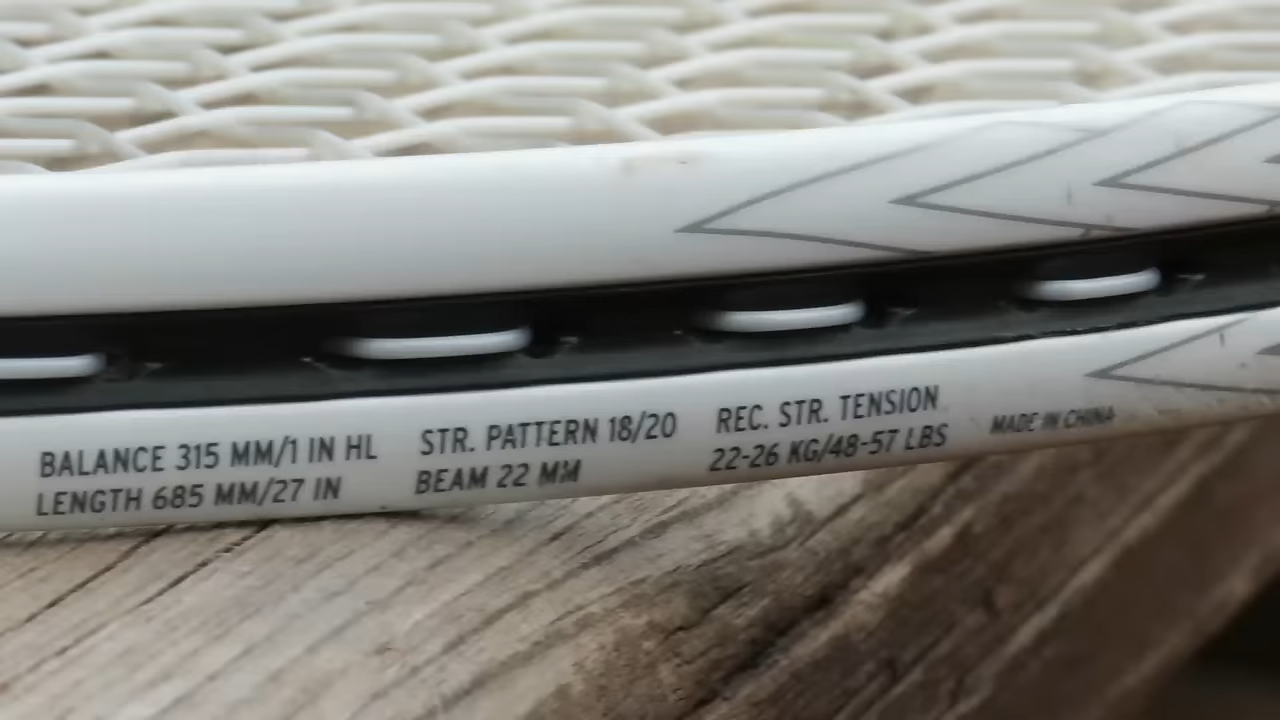 BALANCE 315 MM/1 IN HL
LENGTH 685 MM/27 IN
STR. PATTERN 18/20
BEAM 22 MM
REC. STR. TENSION
22-26 KG/48-57 LBS
MADE IN CHINA